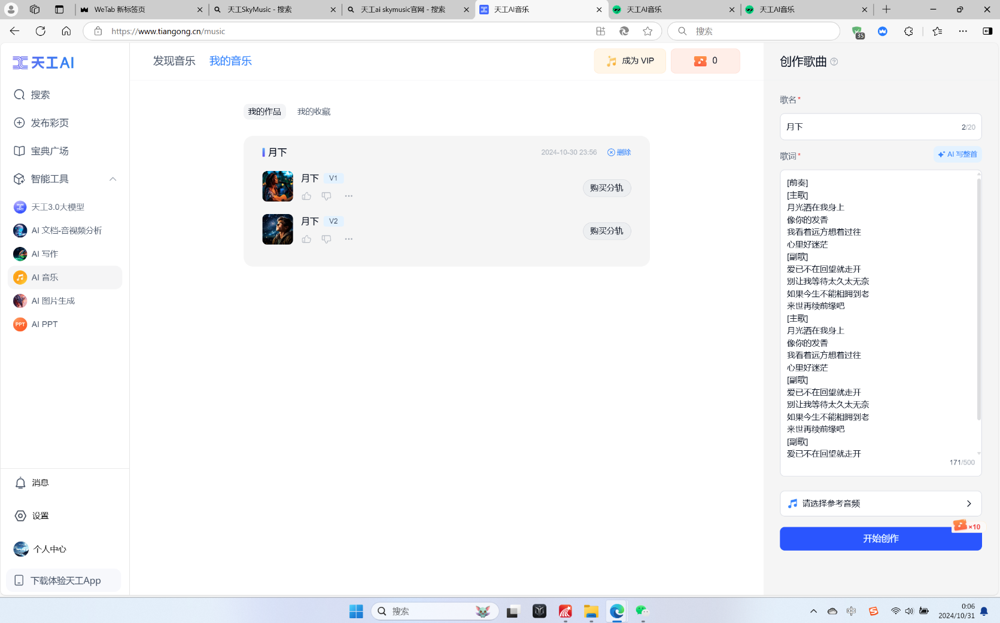 WeTab 新标签页
天工SkyMusic - 搜索
天工ai skymusic官网 - 搜索
天工AI音乐
天工AI音乐
天工AI音乐
https://www.tiangong.cn/music
搜索
35
天工AI
搜索
发布彩页
宝典广场
智能工具
天工3.0大模型
AI 文档-音视频分析
AI 写作
AI 音乐
AI 图片生成
PPT
AI PPT
消息
设置
个人中心
下载体验天工App
发现音乐
我的音乐
成为 VIP
0
我的作品
我的收藏
月下
2024-10-30 23:56
删除
月下
V1
购买分轨
月下
V2
购买分轨
创作歌曲
歌名*
月下
2/20
歌词*
AI 写整首
[前奏]
[主歌]
月光洒在我身上
像你的发香
我看着远方想着过往
心里好迷茫
[副歌]
爱已不在回望就走开
别让我等待太久太无奈
如果今生不能相拥到老
来世再续前缘吧
[主歌]
月光洒在我身上
像你的发香
我看着远方想着过往
心里好迷茫
[副歌]
爱已不在回望就走开
别让我等待太久太无奈
如果今生不能相拥到老
来世再续前缘吧
[副歌]
爱已不在回望就走开
171/500
请选择参考音频
×10
开始创作
搜索
中
0:06
2024/10/31